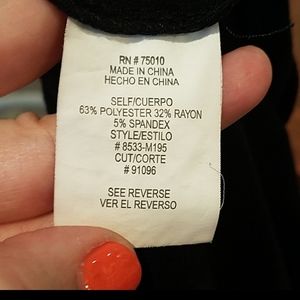 RN # 75010
MADE IN CHINA
HECHO EN CHINA
SELF/CUERPO
63% POLYESTER 32% RAYON
5% SPANDEX
STYLE/ESTILO
# 8533-M195
CUT/CORTE
# 91096
SEE REVERSE
VER EL REVERSO